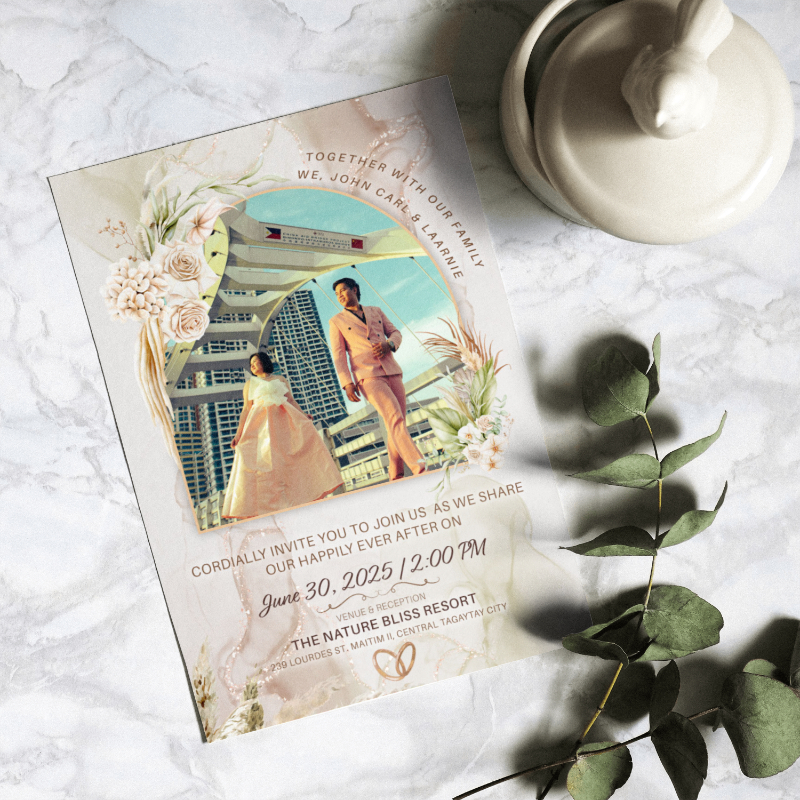 TOGETHER WITH OUR FAMILY
WE, JOHN CARL & LAARNIE
CORDIALLY INVITE YOU TO JOIN US AS WE SHARE
OUR HAPPILY EVER AFTER ON
June 30, 2025 | 2:00 PM
VENUE & RECEPTION
THE NATURE BLISS RESORT
239 LOURDES ST. MAITIM II, CENTRAL TAGAYTAY CITY